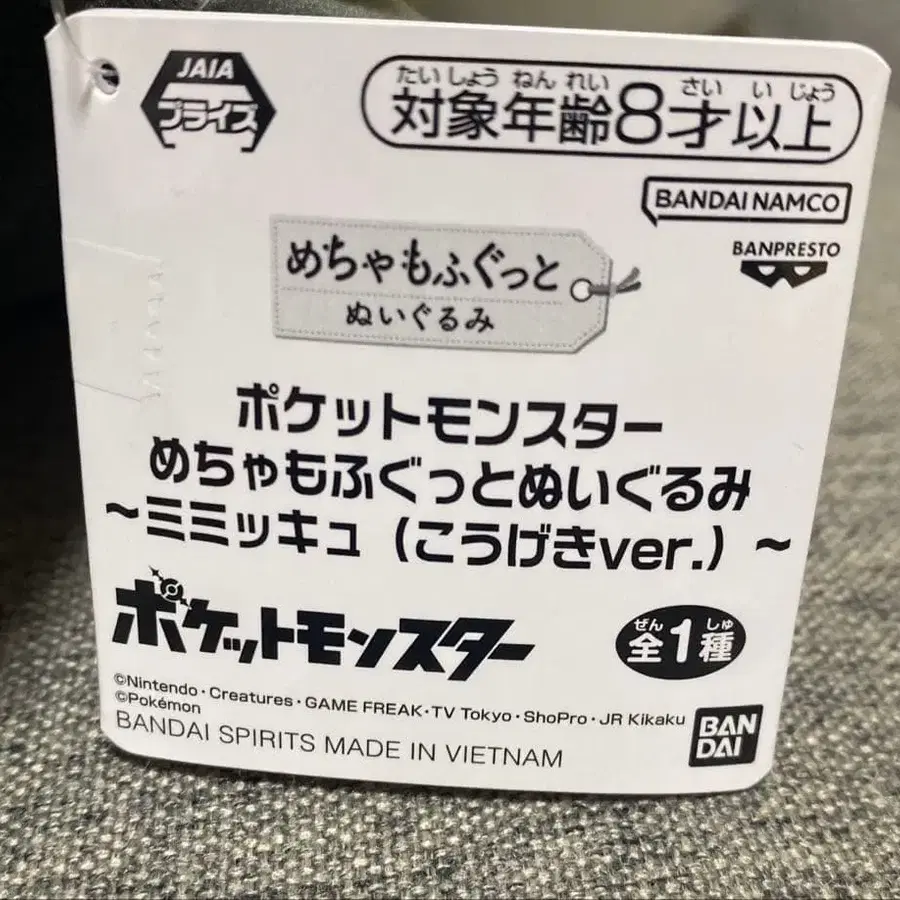 JAIA
プライズ
たいしょうねんれい さいいじょう
対象年齢8才以上
BANDAI NAMCO
BANPRESTO
めちゃもふぐっと
ぬいぐるみ
ポケットモンスター
めちゃもふぐっとぬいぐるみ
~ミミッキュ（こうげきver.）~
ポケットモンスター
ぜん しゅ
全1種
©Nintendo・Creatures・GAME FREAK・TV Tokyo・ShoPro・JR Kikaku
©Pokémon
BANDAI SPIRITS MADE IN VIETNAM
BAN
DAI